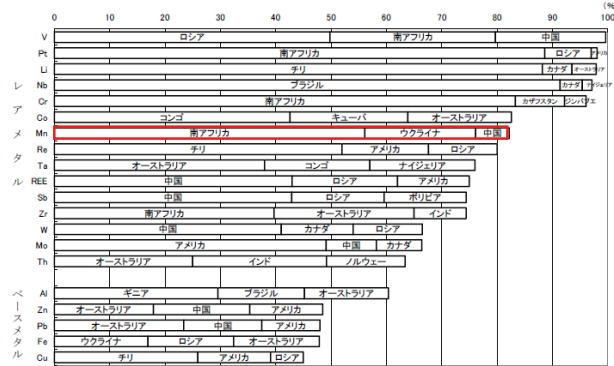 (%)
0 10 20 30 40 50 60 70 80 90 100
レアメタル
V ロシア 南アフリカ 中国
Pt 南アフリカ ロシア
Li チリ カナダ オーストラリア
Nb ブラジル カナダ ナイジェリア
Cr 南アフリカ カザフスタン ジンバブエ
Co コンゴ キューバ オーストラリア
Mn 南アフリカ ウクライナ 中国
Re チリ アメリカ ロシア
Ta オーストラリア コンゴ ナイジェリア
REE 中国 ロシア アメリカ
Sb 中国 ロシア ボリビア
Zr 南アフリカ オーストラリア インド
W 中国 カナダ ロシア
Mo アメリカ 中国 カナダ
Th オーストラリア インド ノルウェー
ベースメタル
Al ギニア ブラジル オーストラリア
Zn オーストラリア 中国 アメリカ
Pb オーストラリア 中国 アメリカ
Fe ウクライナ ロシア オーストラリア
Cu チリ アメリカ ロシア